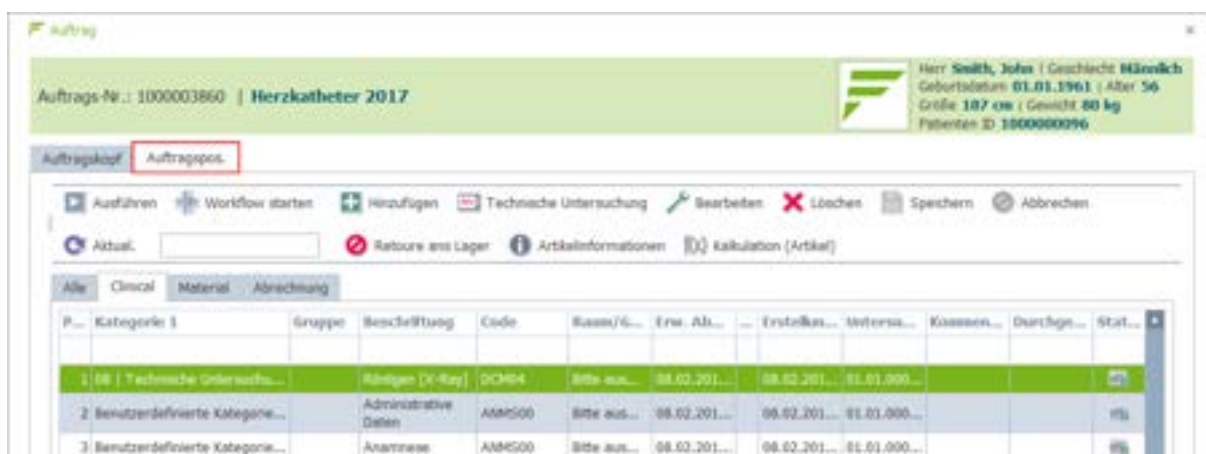 Auftrag
Auftrags-Nr.: 1000003860 | Herzkatheter 2017
Herr Smith, John | Geschlecht Männlich
Geburtsdatum 01.01.1961 | Alter 56
Größe 187 cm | Gewicht 80 kg
Patienten ID 1000000096
Auftragskopf Auftragspos.
Ausführen Workflow starten Hinzufügen Technische Untersuchung Bearbeiten Löschen Speichern Abbrechen
Aktual. Retoure ans Lager Artikelinformationen Kalkulation (Artikel)
Alle Clinical Material Abrechnung
P... Kategorie 1 Gruppe Beschriftung Code Raum/G... Erw. Ab... ... Erstellun... Untersu... Kommen... Durchge... Stat...
1 08 | Technische Untersuchu... Röntgen [X-Ray] DCM04 Bitte aus... 08.02.201... 08.02.201... 01.01.000...
2 Benutzerdefinierte Kategorie... Administrative Daten ANMS00 Bitte aus... 08.02.201... 08.02.201... 01.01.000...
3 Benutzerdefinierte Kategorie... Anamnese ANMS00 Bitte aus... 08.02.201... 08.02.201... 01.01.000...